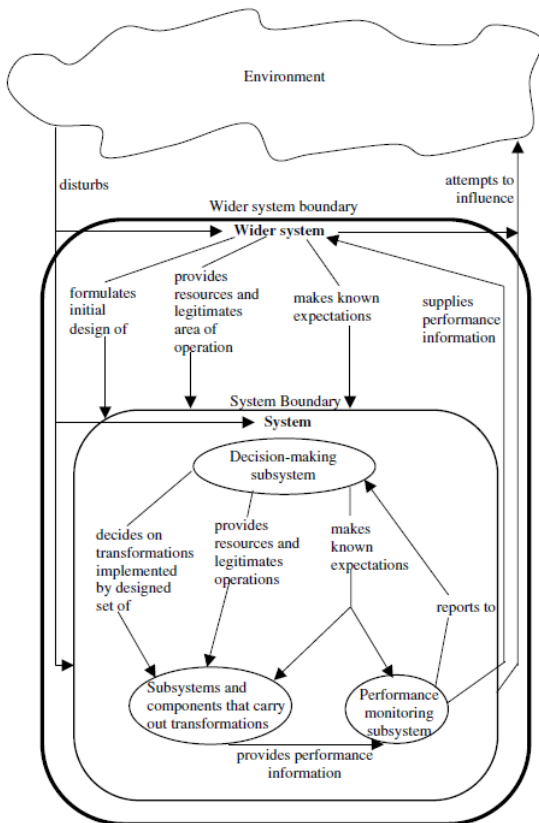 Environment
disturbs
attempts to
influence
Wider system boundary
Wider system
formulates
initial
design of
provides
resources and
legitimates
area of
operation
makes known
expectations
supplies
performance
information
System Boundary
System
Decision-making
subsystem
decides on
transformations
implemented
by designed
set of
provides
resources and
legitimates
operations
makes
known
expectations
reports to
Subsystems and
components that carry
out transformations
Performance
monitoring
subsystem
provides performance
information